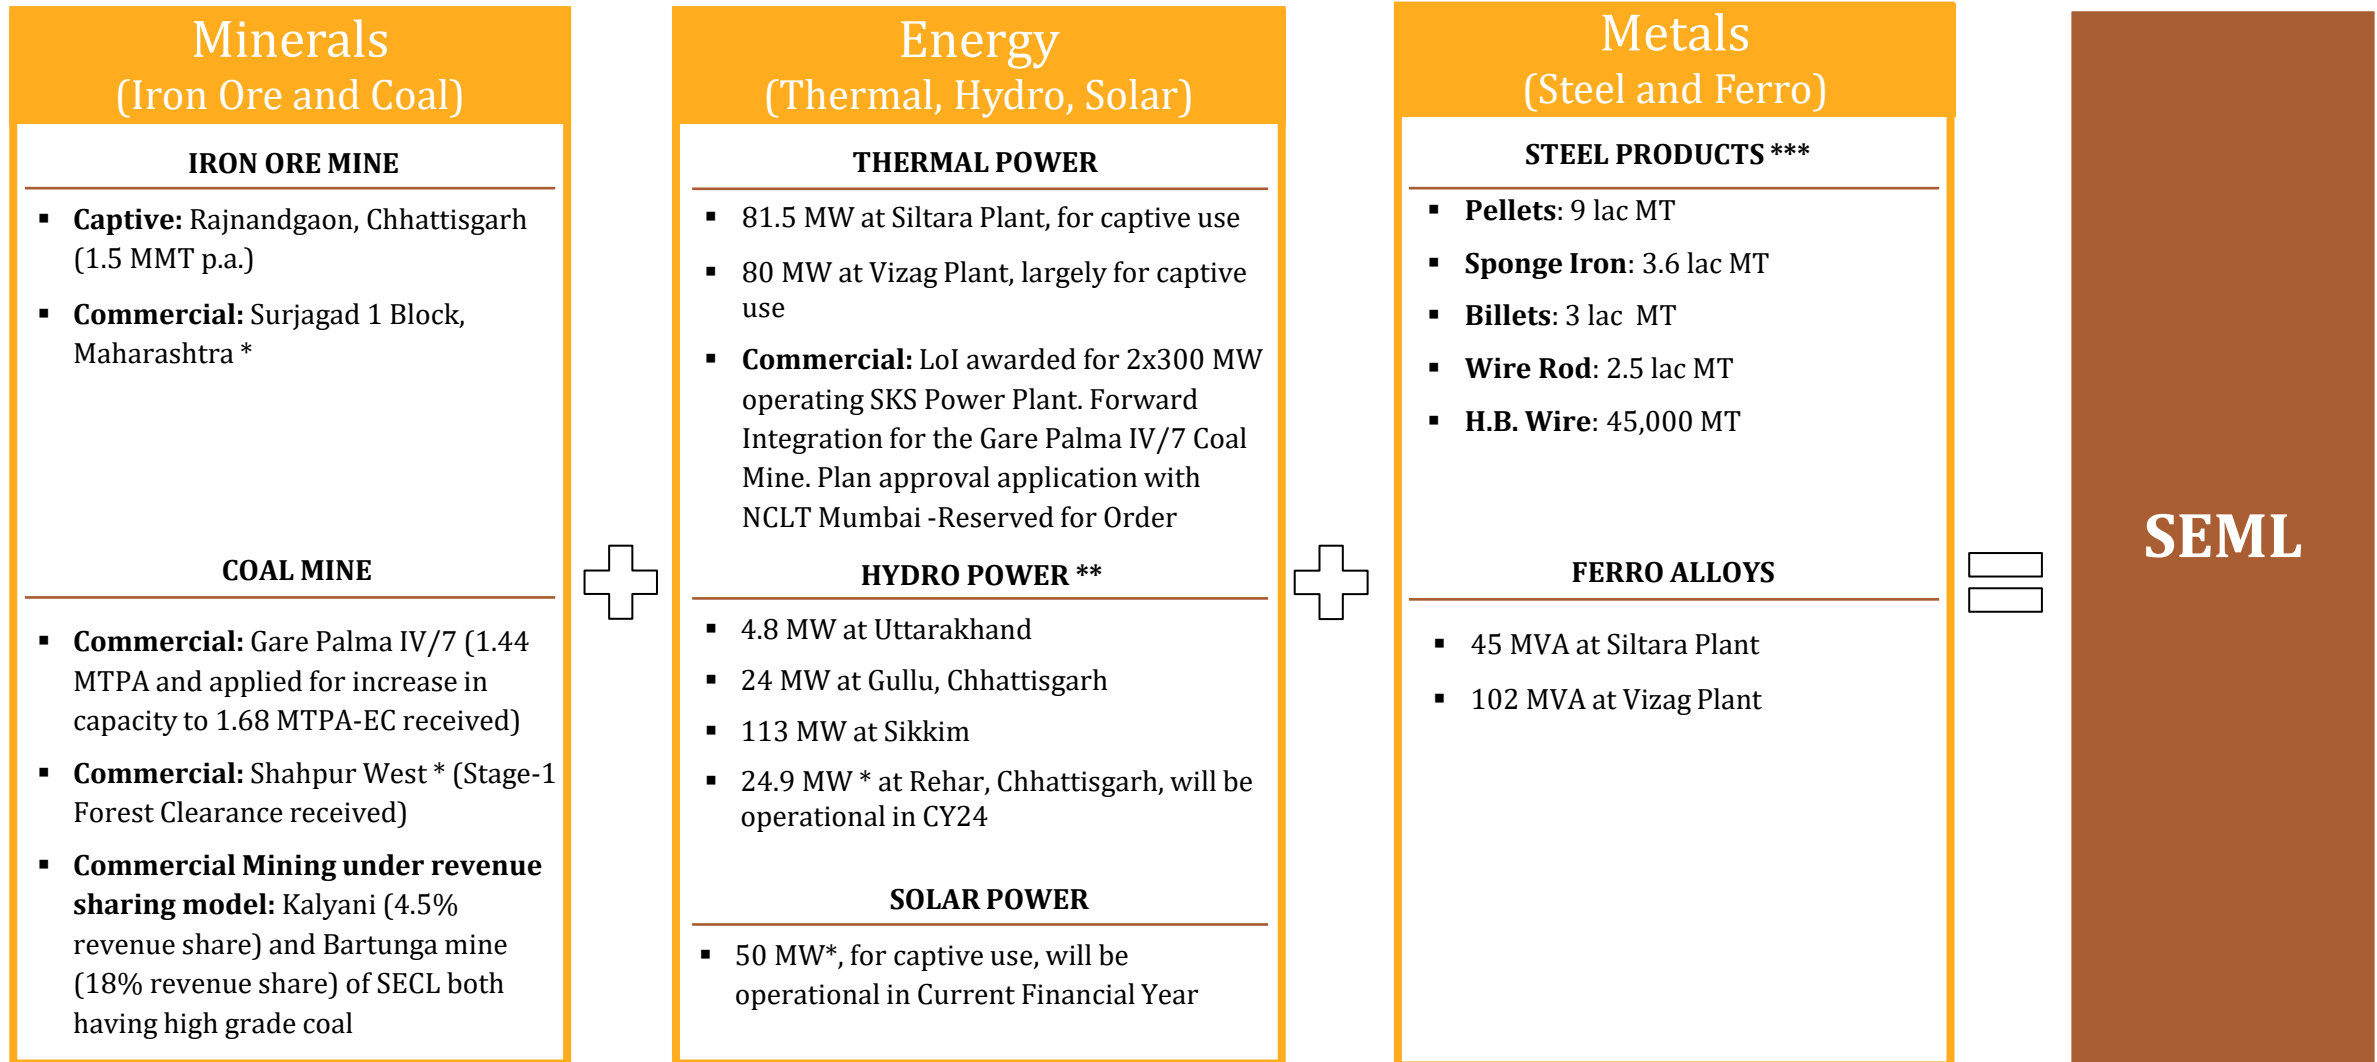 Minerals
(Iron Ore and Coal)
IRON ORE MINE
▪ Captive: Rajnandgaon, Chhattisgarh
(1.5 MMT p.a.)
▪ Commercial: Surjagad 1 Block,
Maharashtra *
COAL MINE
▪ Commercial: Gare Palma IV/7 (1.44
MTPA and applied for increase in
capacity to 1.68 MTPA-EC received)
▪ Commercial: Shahpur West * (Stage-1
Forest Clearance received)
▪ Commercial Mining under revenue
sharing model: Kalyani (4.5%
revenue share) and Bartunga mine
(18% revenue share) of SECL both
having high grade coal
Energy
(Thermal, Hydro, Solar)
THERMAL POWER
▪ 81.5 MW at Siltara Plant, for captive use
▪ 80 MW at Vizag Plant, largely for captive
use
▪ Commercial: LoI awarded for 2x300 MW
operating SKS Power Plant. Forward
Integration for the Gare Palma IV/7 Coal
Mine. Plan approval application with
NCLT Mumbai -Reserved for Order
HYDRO POWER **
▪ 4.8 MW at Uttarakhand
▪ 24 MW at Gullu, Chhattisgarh
▪ 113 MW at Sikkim
▪ 24.9 MW * at Rehar, Chhattisgarh, will be
operational in CY24
SOLAR POWER
▪ 50 MW*, for captive use, will be
operational in Current Financial Year
Metals
(Steel and Ferro)
STEEL PRODUCTS ***
▪ Pellets: 9 lac MT
▪ Sponge Iron: 3.6 lac MT
▪ Billets: 3 lac MT
▪ Wire Rod: 2.5 lac MT
▪ H.B. Wire: 45,000 MT
FERRO ALLOYS
▪ 45 MVA at Siltara Plant
▪ 102 MVA at Vizag Plant
SEML